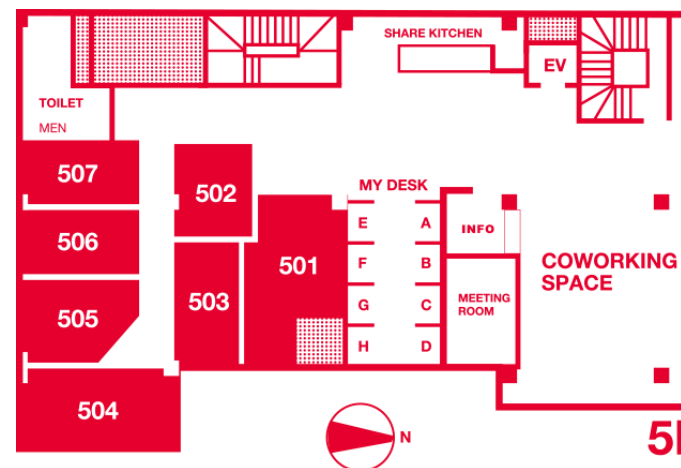 SHARE KITCHEN
EV
TOILET
MEN
507
502
MY DESK
506
E
A
INFO
501
F
B
COWORKING
SPACE
505
503
G
C
MEETING
ROOM
H
D
504
N